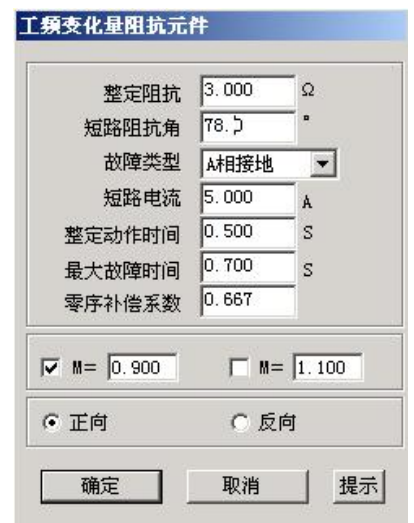 工频变化量阻抗元件
整定阻抗 3.000 Ω
短路阻抗角 78. °
故障类型 A相接地
短路电流 5.000 A
整定动作时间 0.500 S
最大故障时间 0.700 S
零序补偿系数 0.667
M= 0.900 M= 1.100
正向 反向
确定 取消 提示